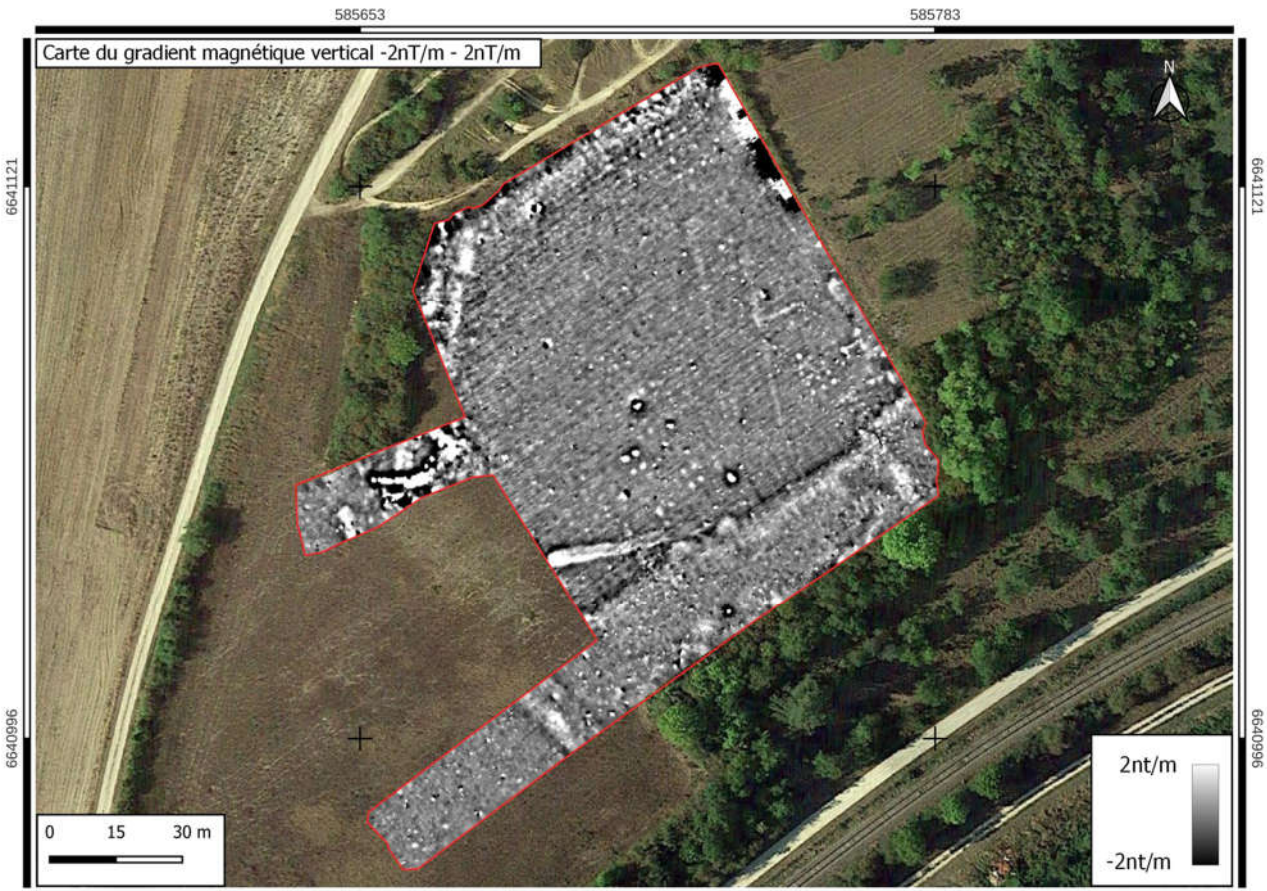 585653 585783
Carte du gradient magnétique vertical -2nT/m - 2nT/m
N
6641121 6641121
6640996 6640996
2nt/m
-2nt/m
0 15 30 m